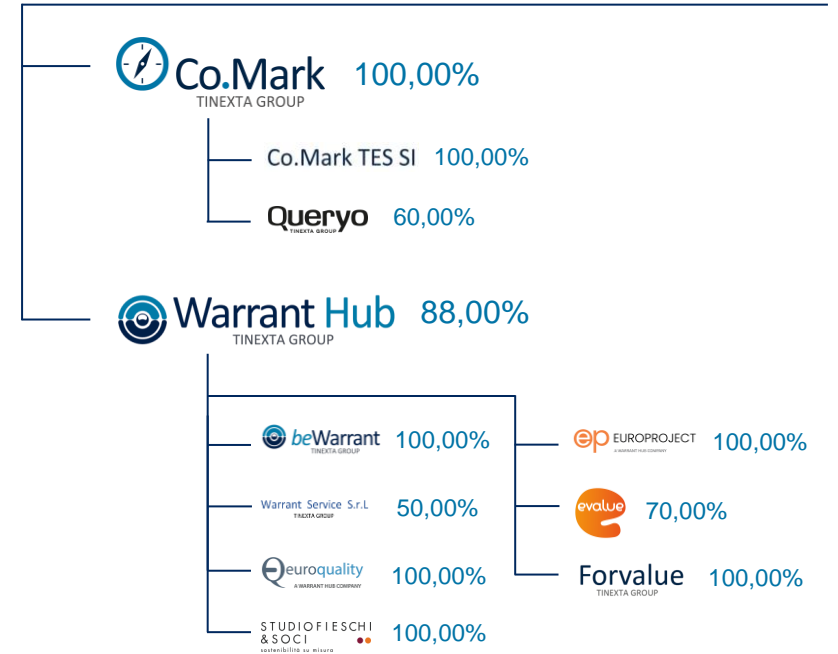 Co.Mark 100,00%
TINEXTA GROUP
Co.Mark TES SI 100,00%
Queryo 60,00%
TINEXTA GROUP
Warrant Hub 88,00%
TINEXTA GROUP
beWarrant 100,00%
TINEXTA GROUP
Warrant Service S.r.L 50,00%
TINEXTA GROUP
euroquality 100,00%
A WARRANT HUB COMPANY
STUDIOFIESCHI
&SOCI 100,00%
sostenibilità su misura
ep EUROPROJECT 100,00%
A WARRANT HUB COMPANY
evalue 70,00%
Forvalue 100,00%
TINEXTA GROUP